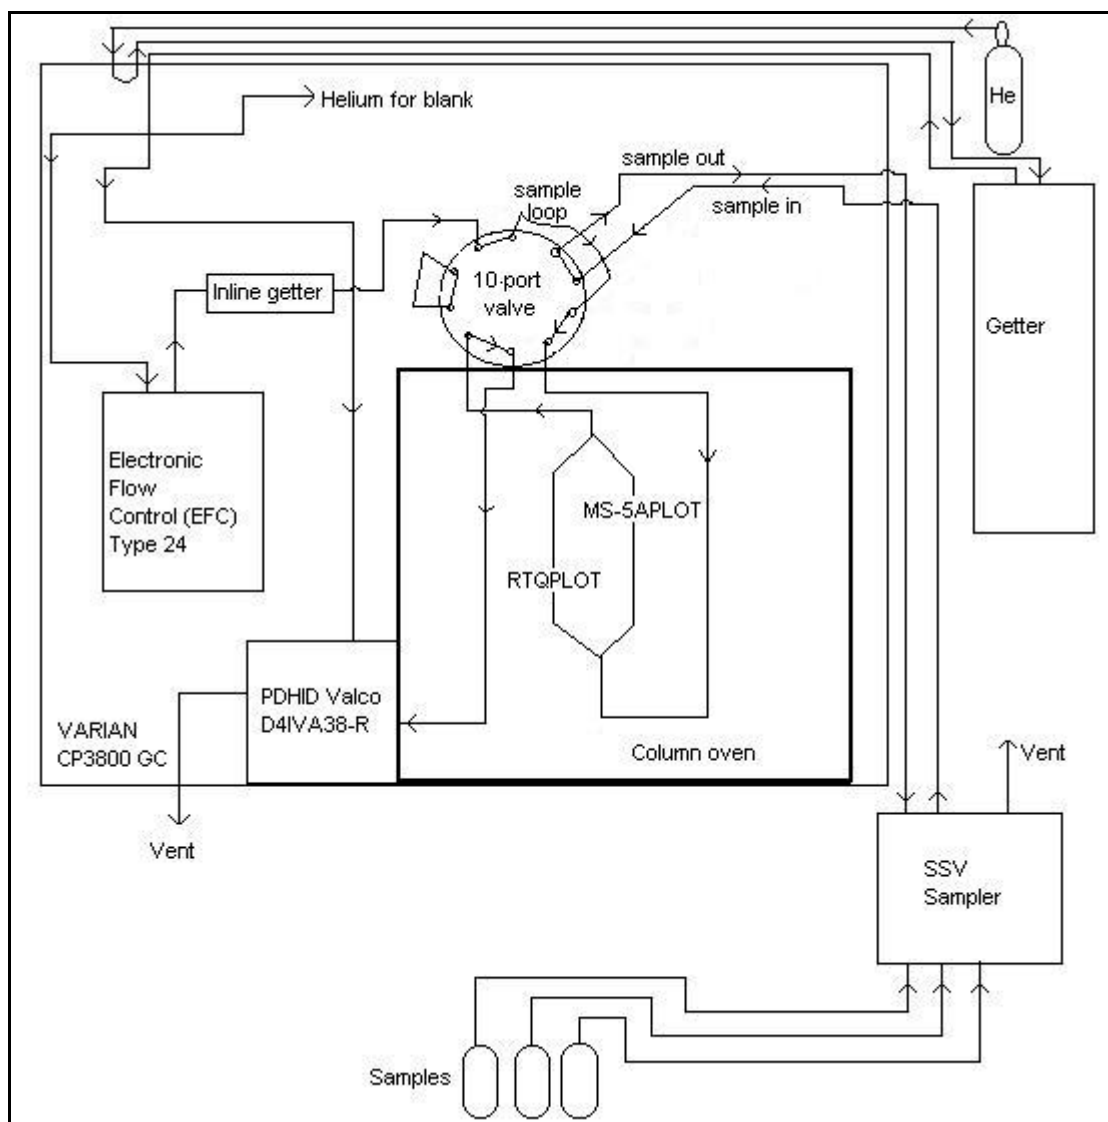 Helium for blank
He
sample out
sample
loop
sample in
10-port
valve
Inline getter
Getter
Electronic
Flow
Control (EFC)
Type 24
MS-5APLOT
RTQPLOT
PDHID Valco
D4IVA38-R
VARIAN
CP3800 GC
Column oven
Vent
Vent
SSV
Sampler
Samples